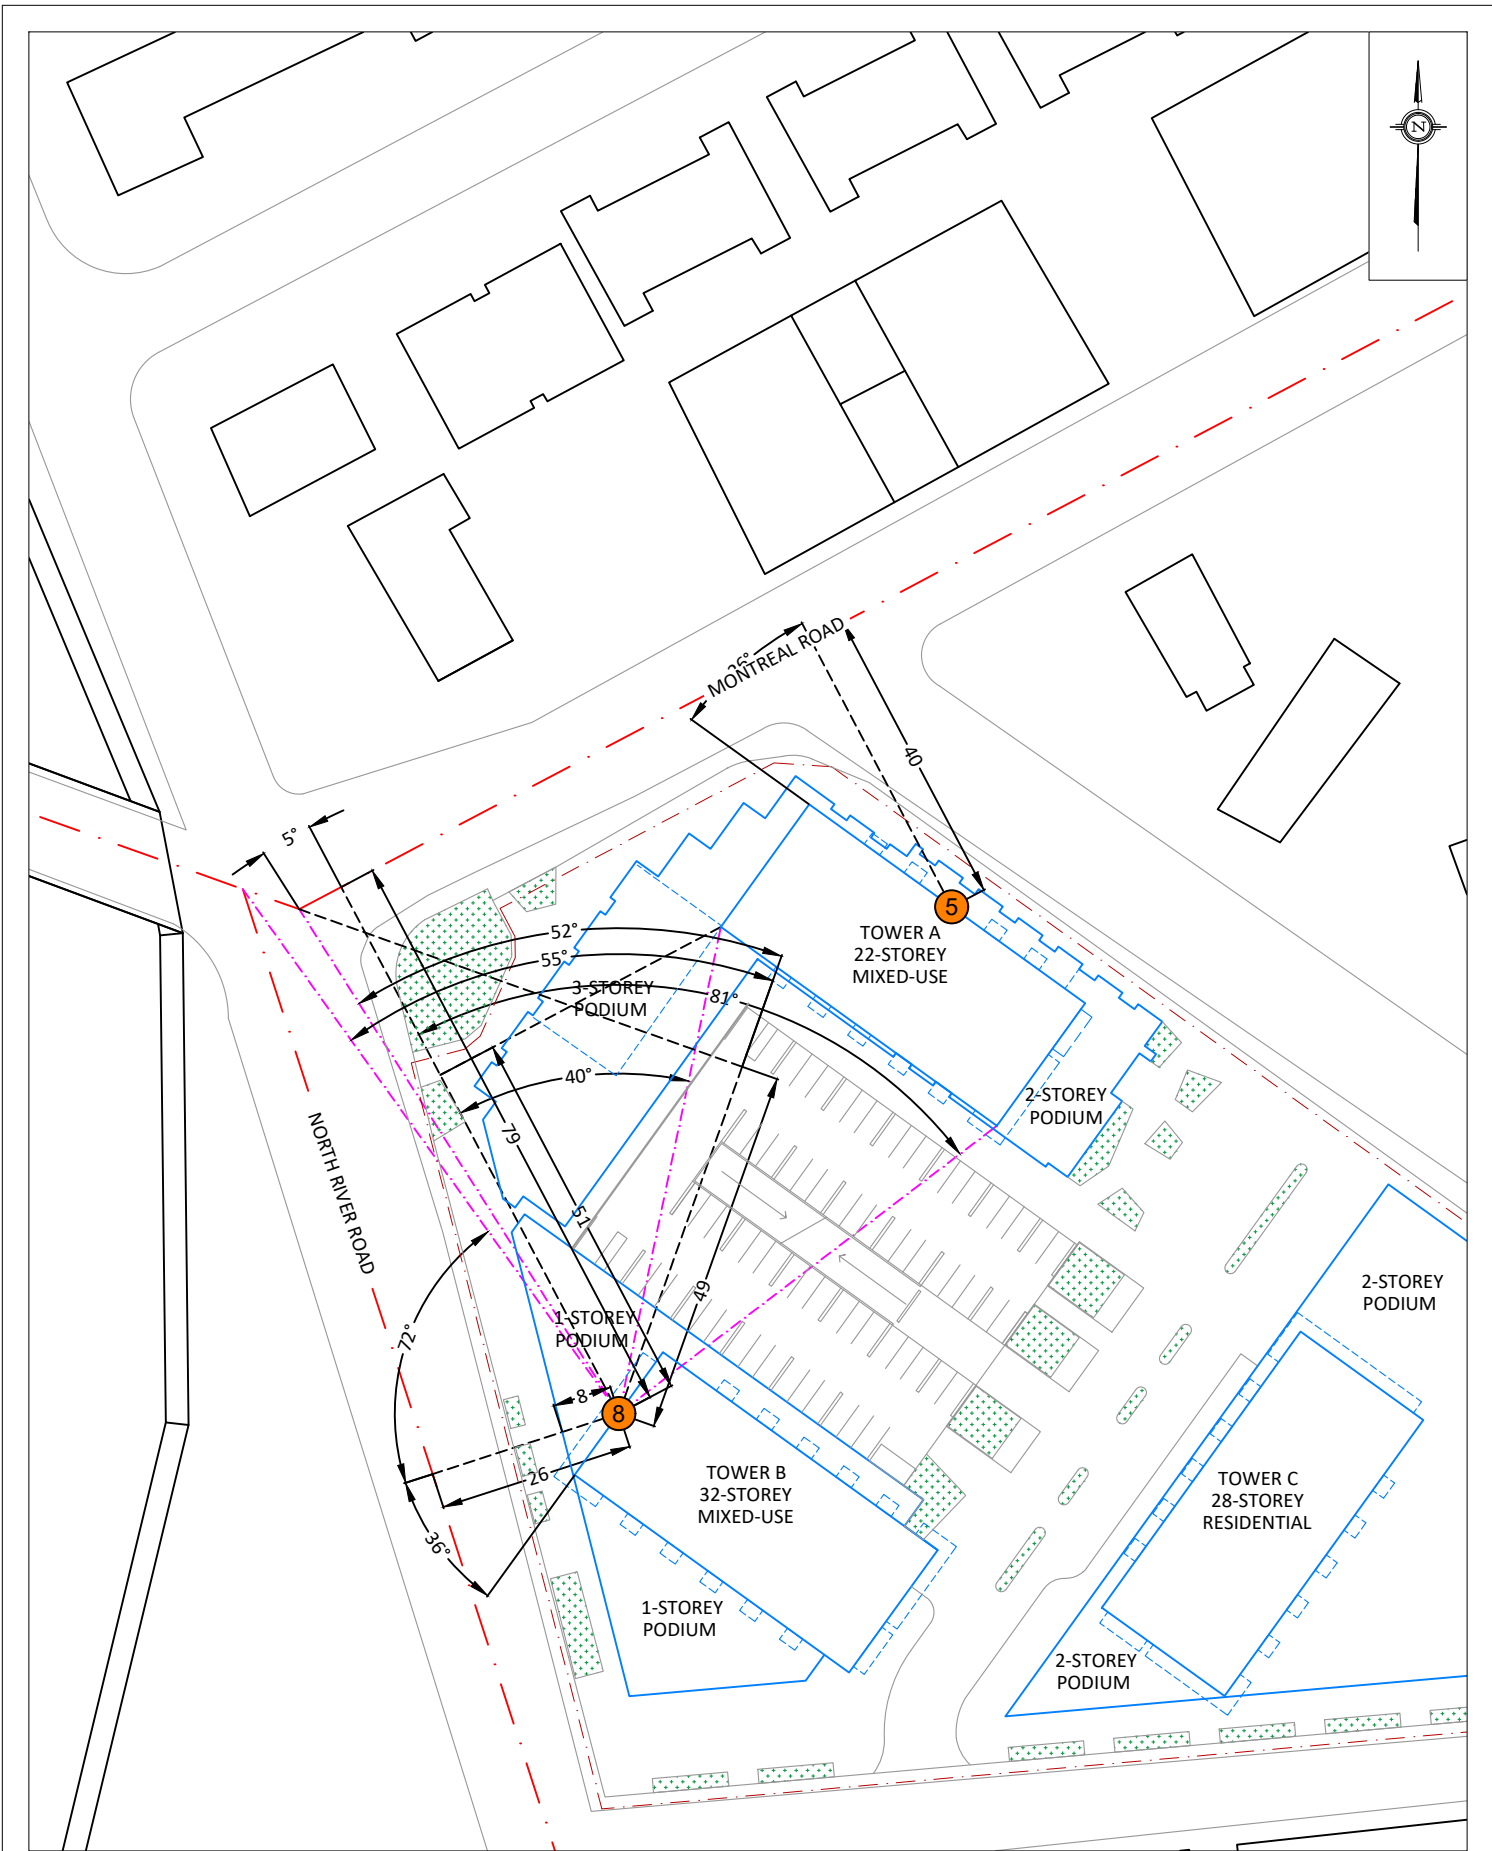 N
26°
MONTREAL ROAD
40
5°
5
TOWER A
22-STOREY
MIXED-USE
52°
55°
3-STOREY
PODIUM
81°
40°
2-STOREY
PODIUM
79
NORTH RIVER ROAD
51
49
2-STOREY
PODIUM
1-STOREY
PODIUM
72°
8
8
26
TOWER B
32-STOREY
MIXED-USE
TOWER C
28-STOREY
RESIDENTIAL
36°
1-STOREY
PODIUM
2-STOREY
PODIUM